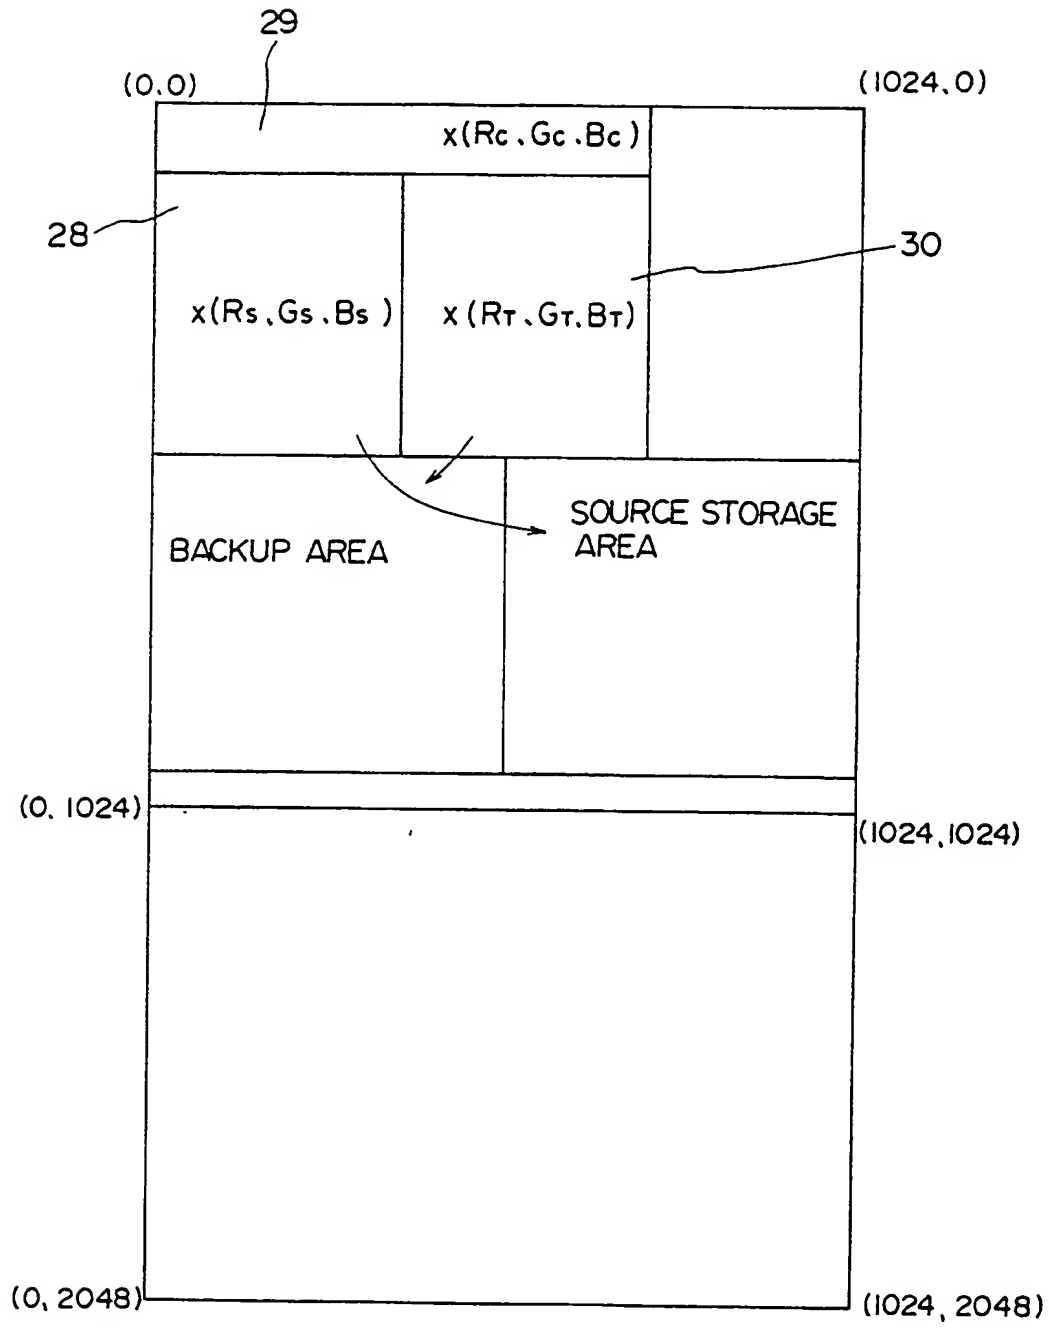 29
(0.0)
(1024.0)
x(Rc.Gc.Bc)
28
30
x(Rs.Gs.Bs)
x(RT.GT.BT)
SOURCE STORAGE
AREA
BACKUP AREA
(0.1024)
(1024,1024)
(0,2048)
(1024,2048)